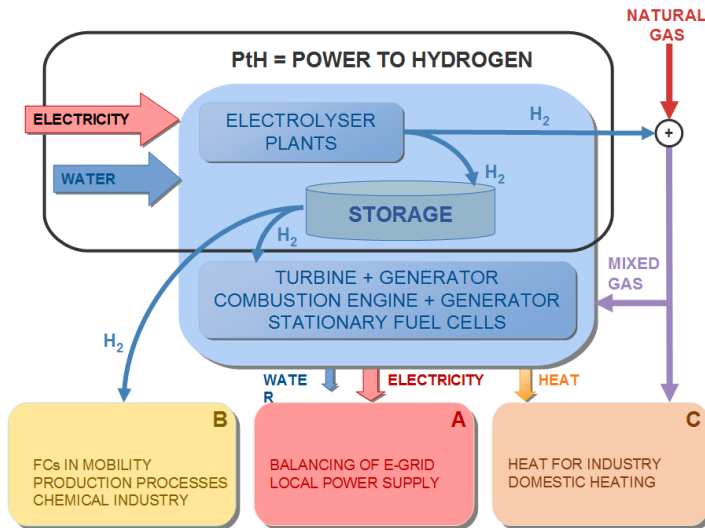 NATURAL
GAS
PtH = POWER TO HYDROGEN
ELECTRICITY
ELECTROLYSER
PLANTS
H2
+
WATER
H2
STORAGE
H2
TURBINE + GENERATOR
COMBUSTION ENGINE + GENERATOR
STATIONARY FUEL CELLS
MIXED
GAS
H2
WATE
R
ELECTRICITY
HEAT
B
FCs IN MOBILITY
PRODUCTION PROCESSES
CHEMICAL INDUSTRY
A
BALANCING OF E-GRID
LOCAL POWER SUPPLY
C
HEAT FOR INDUSTRY
DOMESTIC HEATING